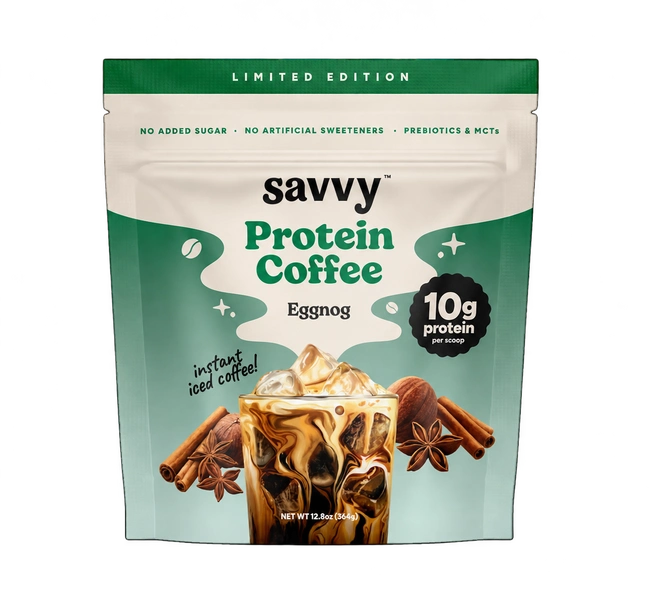 LIMITED EDITION
NO ADDED SUGAR · NO ARTIFICIAL SWEETENERS · PREBIOTICS & MCTs
savvy™
Protein
Coffee
Eggnog
10g
protein
per scoop
instant
iced coffee!
NET WT 12.8oz (364g)